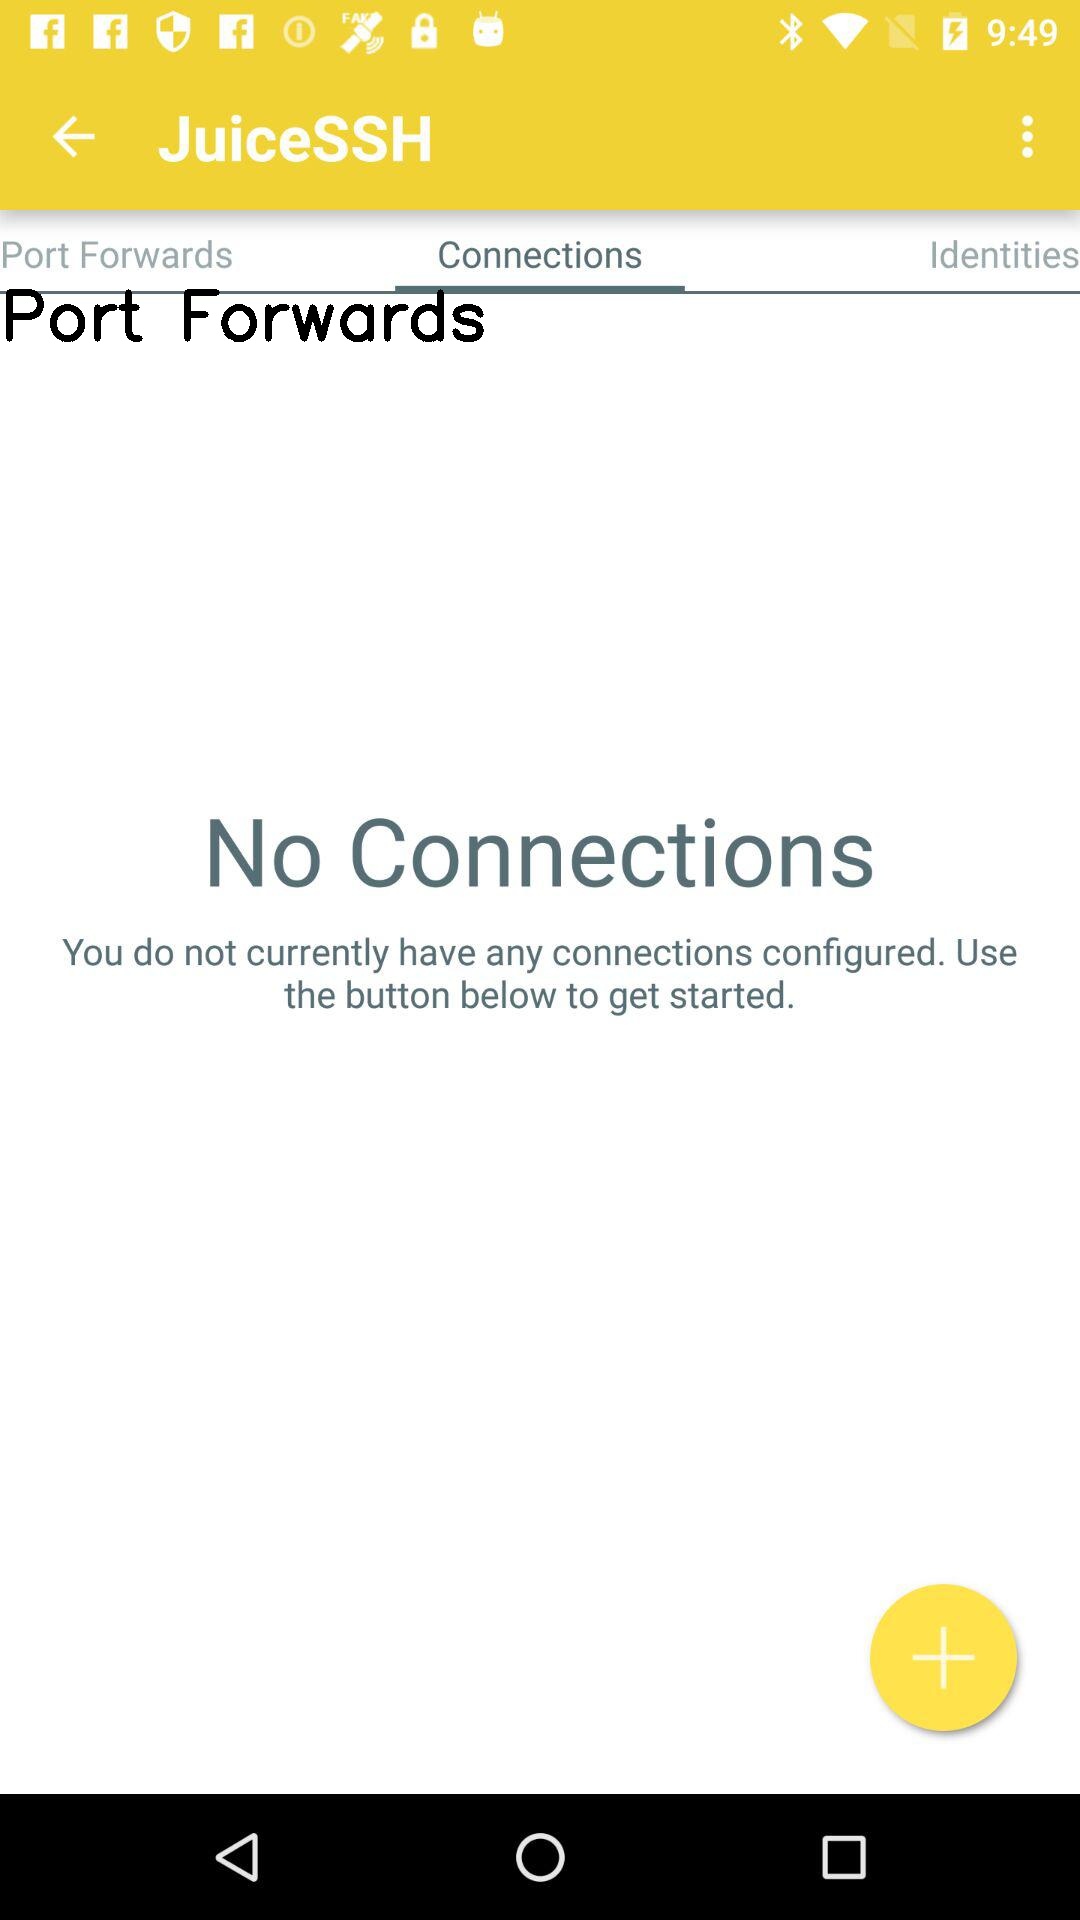 FAKE
9:49
JuiceSSH
Port Forwards Connections Identities
Port Forwards
No Connections
You do not currently have any connections configured. Use
the button below to get started.